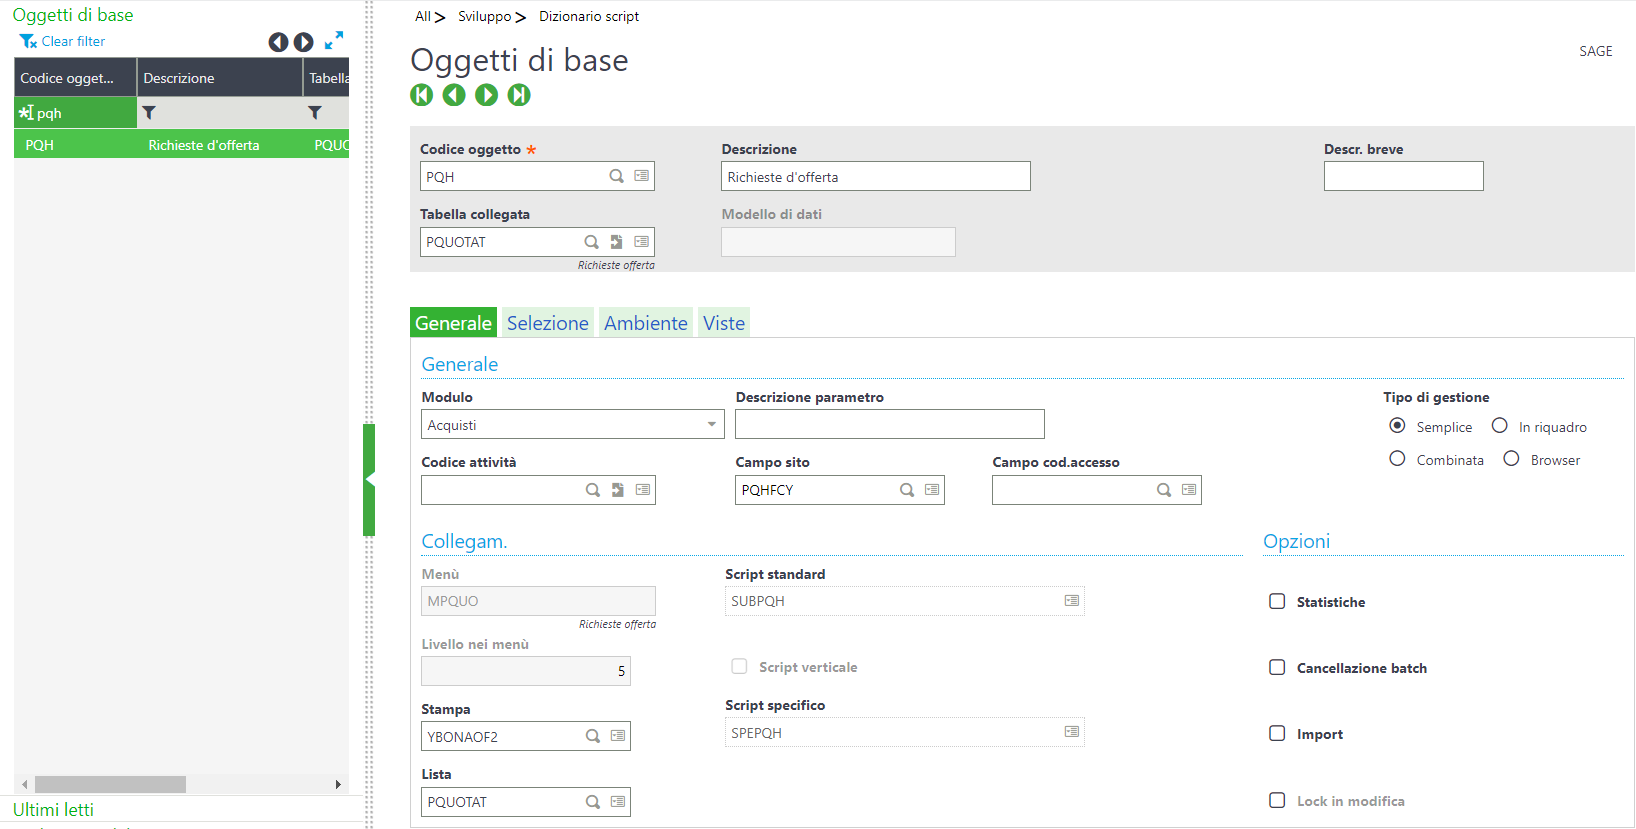 Oggetti di base
Clear filter
Codice ogget... Descrizione Tabella
pqh
PQH Richieste d'offerta PQUO
Ultimi letti
All > Sviluppo > Dizionario script
Oggetti di base
SAGE
Codice oggetto * Descrizione Descr. breve
PQH Richieste d'offerta
Tabella collegata Modello di dati
PQUOTAT
Richieste offerta
Generale Selezione Ambiente Viste
Generale
Modulo Descrizione parametro Tipo di gestione
Acquisti Semplice In riquadro
Codice attività Campo sito Campo cod.accesso Combinata Browser
PQHFCY
Collegam. Opzioni
Menù Script standard
MPQUO SUBPQH Statistiche
Richieste offerta
Livello nei menù
5 Script verticale Cancellazione batch
Stampa Script specifico
YBONAOF2 SPEPQH Import
Lista
PQUOTAT Lock in modifica